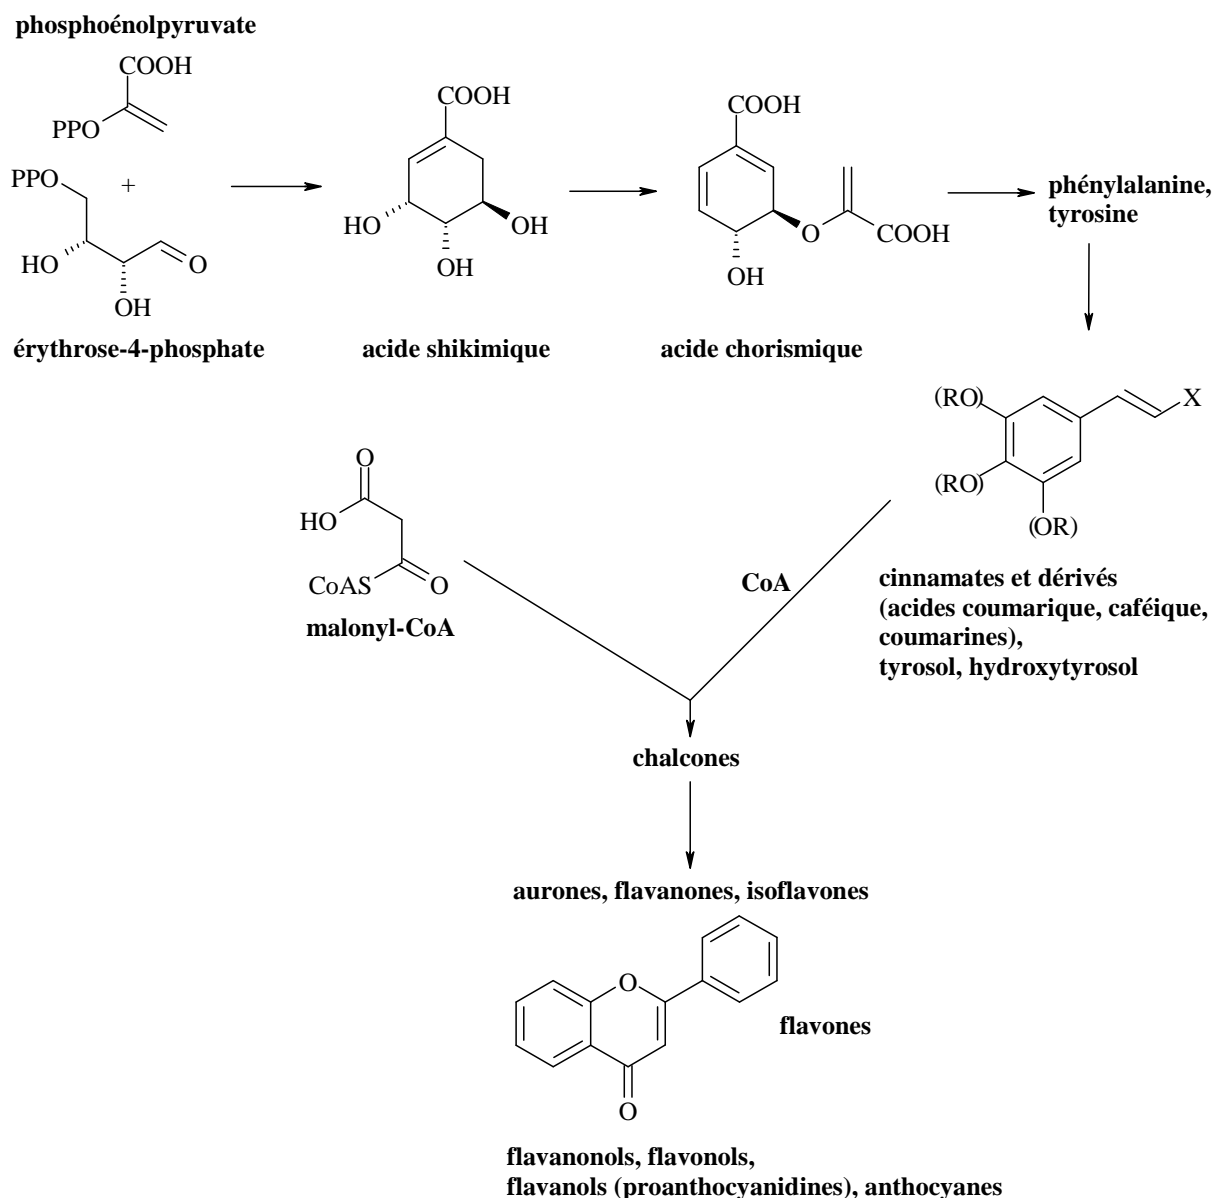 phosphoénolpyruvate
COOH
PPO
PPO
+
HO
O
OH
érythrose-4-phosphate
COOH
HO
OH
OH
acide shikimique
COOH
O
COOH
OH
acide chorismique
phénylalanine,
tyrosine
(RO)
X
(RO)
(OR)
cinnamates et dérivés
(acides coumarique, caféique,
coumarines),
tyrosol, hydroxytyrosol
O
HO
CoAS
O
malonyl-CoA
CoA
chalcones
aurones, flavanones, isoflavones
O
O
flavones
flavanonols, flavonols,
flavanols (proanthocyanidines), anthocyanes